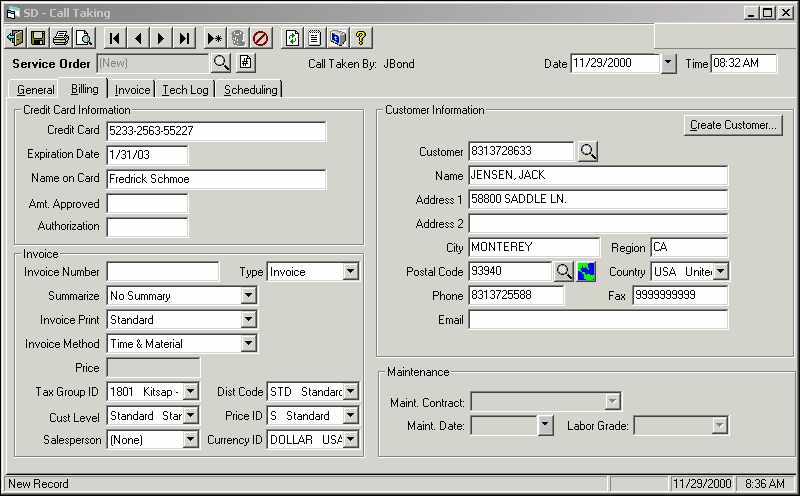 SD - Call Taking
Service Order (New) Call Taken By: JBond Date 11/29/2000 Time 08:32 AM
General Billing Invoice Tech Log Scheduling
Credit Card Information
Credit Card 5233-2563-55227
Expiration Date 1/31/03
Name on Card Fredrick Schmoe
Amt. Approved
Authorization
Invoice
Invoice Number Type Invoice
Summarize No Summary
Invoice Print Standard
Invoice Method Time & Material
Price
Tax Group ID 1801 Kitsap - Dist Code STD Standard
Cust Level Standard Star Price ID S Standard
Salesperson (None) Currency ID DOLLAR USA
Customer Information
Create Customer...
Customer 8313728633
Name JENSEN, JACK
Address 1 58800 SADDLE LN.
Address 2
City MONTEREY Region CA
Postal Code 93940 Country USA Unite
Phone 8313725588 Fax 9999999999
Email
Maintenance
Maint. Contract:
Maint. Date: Labor Grade:
New Record 11/29/2000 8:36 AM